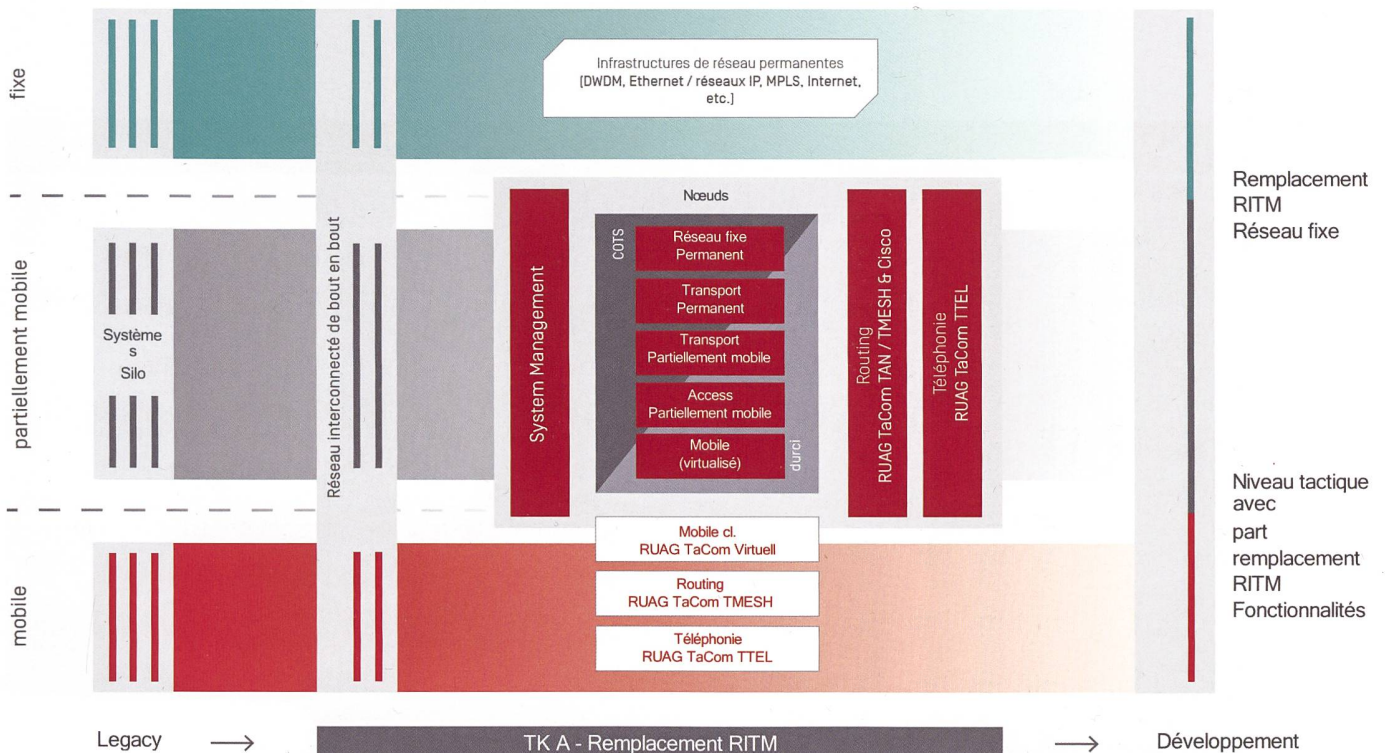 fixe
Infrastructures de réseau permanentes
(DWDM, Ethernet / réseaux IP, MPLS, Internet,
etc.)
partiellement mobile
Système
s
Silo
Réseau interconnecté de bout en bout
System Management
Nœuds
COTS
Réseau fixe
Permanent
Transport
Permanent
Transport
Partiellement mobile
Access
Partiellement mobile
Mobile
(virtualisé)
durci
Routing
RUAG TaCom TAN / TMESH & Cisco
Téléphonie
RUAG TaCom TTEL
Remplacement
RITM
Réseau fixe
Niveau tactique
avec
part
remplacement
RITM
Fonctionnalités
mobile
Mobile cl.
RUAG TaCom Virtuell
Routing
RUAG TaCom TMESH
Téléphonie
RUAG TaCom TTEL
Legacy →
TK A - Remplacement RITM
→ Développement